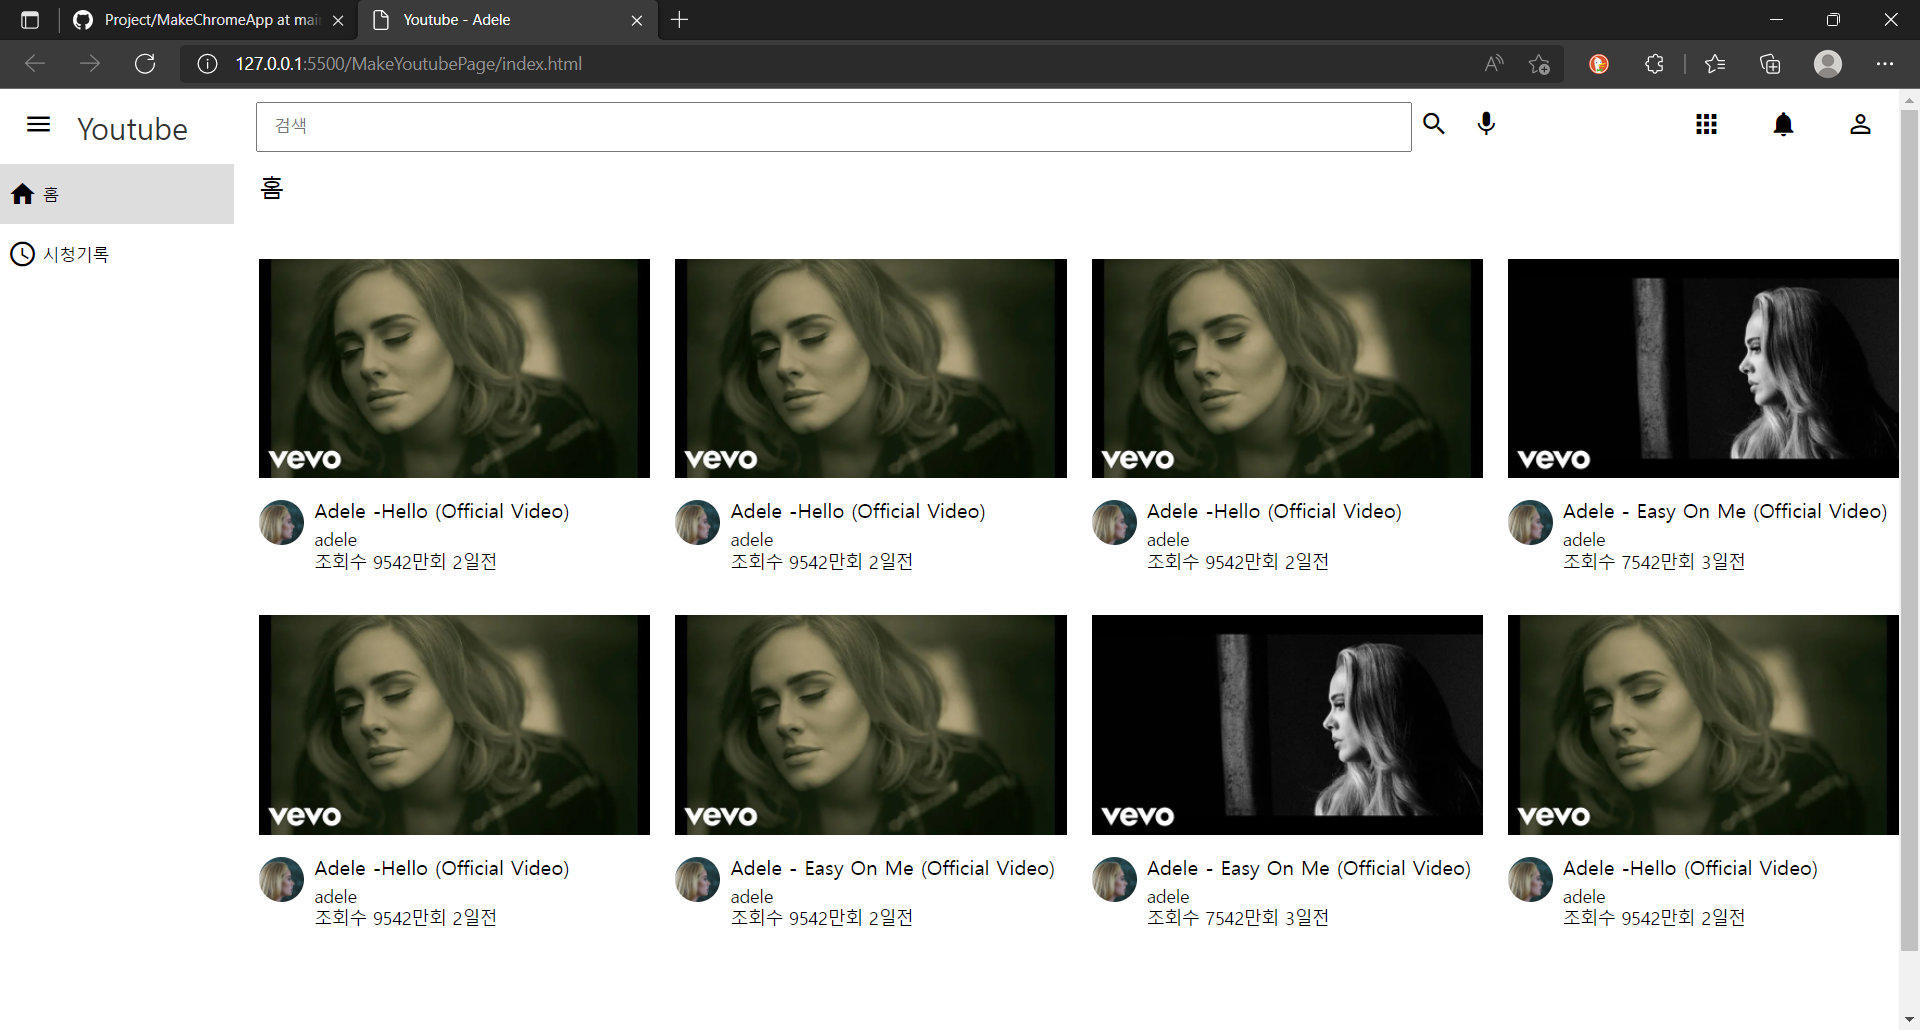 Project/MakeChromeApp at mai
Youtube - Adele
127.0.0.1:5500/MakeYoutubePage/index.html
Youtube
검색
홈
시청기록
홈
vevo
vevo
vevo
vevo
Adele -Hello (Official Video)
adele
조회수 9542만회 2일전
Adele -Hello (Official Video)
adele
조회수 9542만회 2일전
Adele -Hello (Official Video)
adele
조회수 9542만회 2일전
Adele - Easy On Me (Official Video)
adele
조회수 7542만회 3일전
vevo
vevo
vevo
vevo
Adele -Hello (Official Video)
adele
조회수 9542만회 2일전
Adele - Easy On Me (Official Video)
adele
조회수 9542만회 2일전
Adele - Easy On Me (Official Video)
adele
조회수 7542만회 3일전
Adele -Hello (Official Video)
adele
조회수 9542만회 2일전